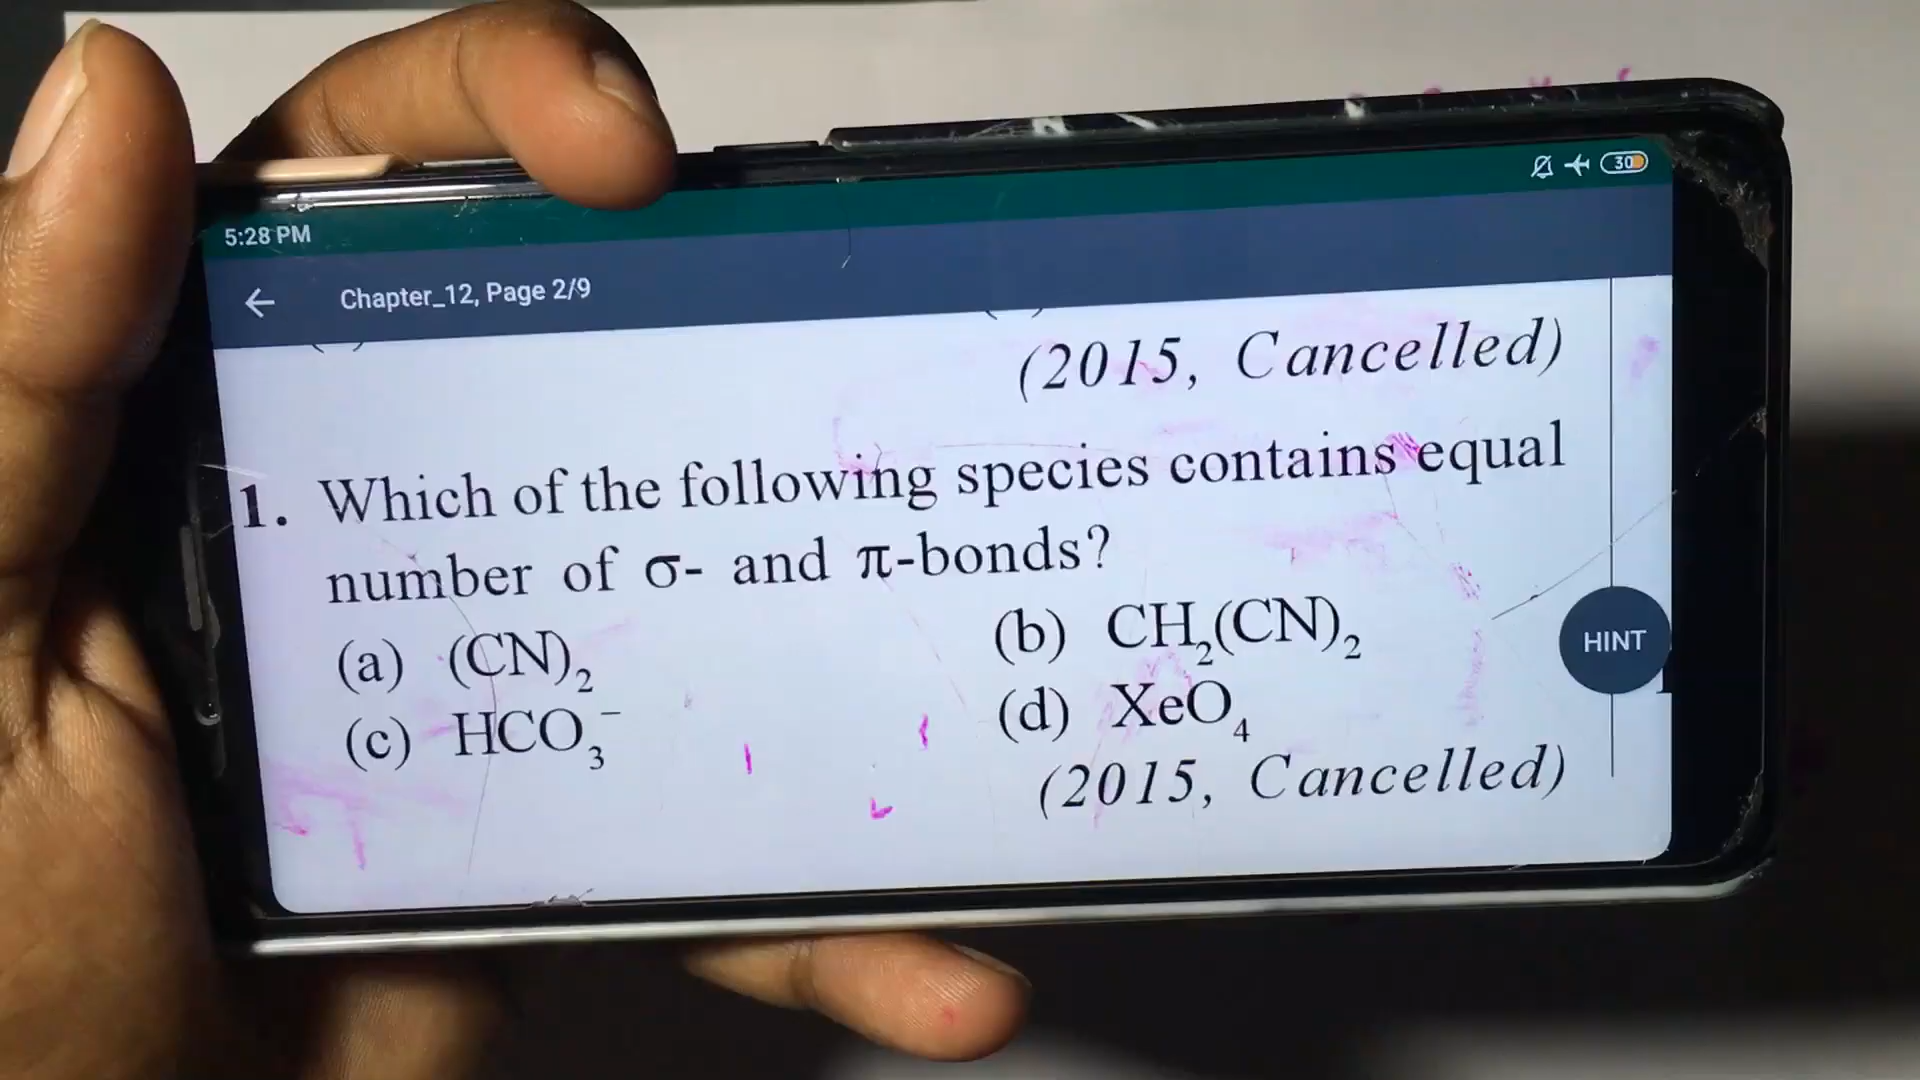 30
5:28 PM
Chapter_12, Page 2/9
(2015, Cancelled)
1. Which of the following species contains equal
number of σ- and π-bonds?
(a) (CN)₂ (b) CH₂(CN)₂
(c) HCO₃⁻ (d) XeO₄
(2015, Cancelled)
HINT